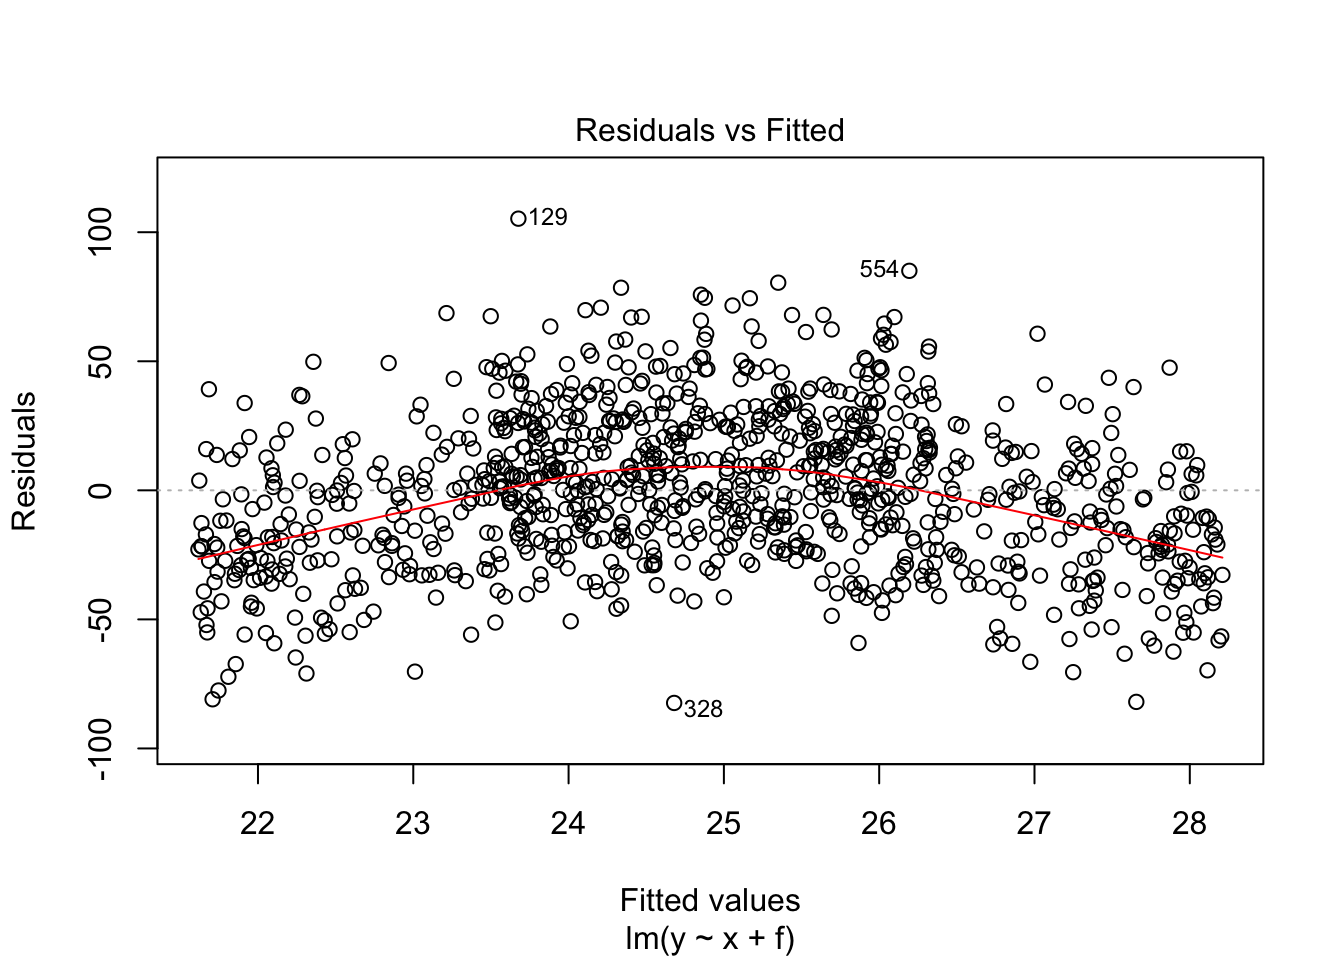 Residuals vs Fitted
Residuals
100
50
0
-50
-100
129
554
328
22 23 24 25 26 27 28
Fitted values
lm(y ~ x + f)